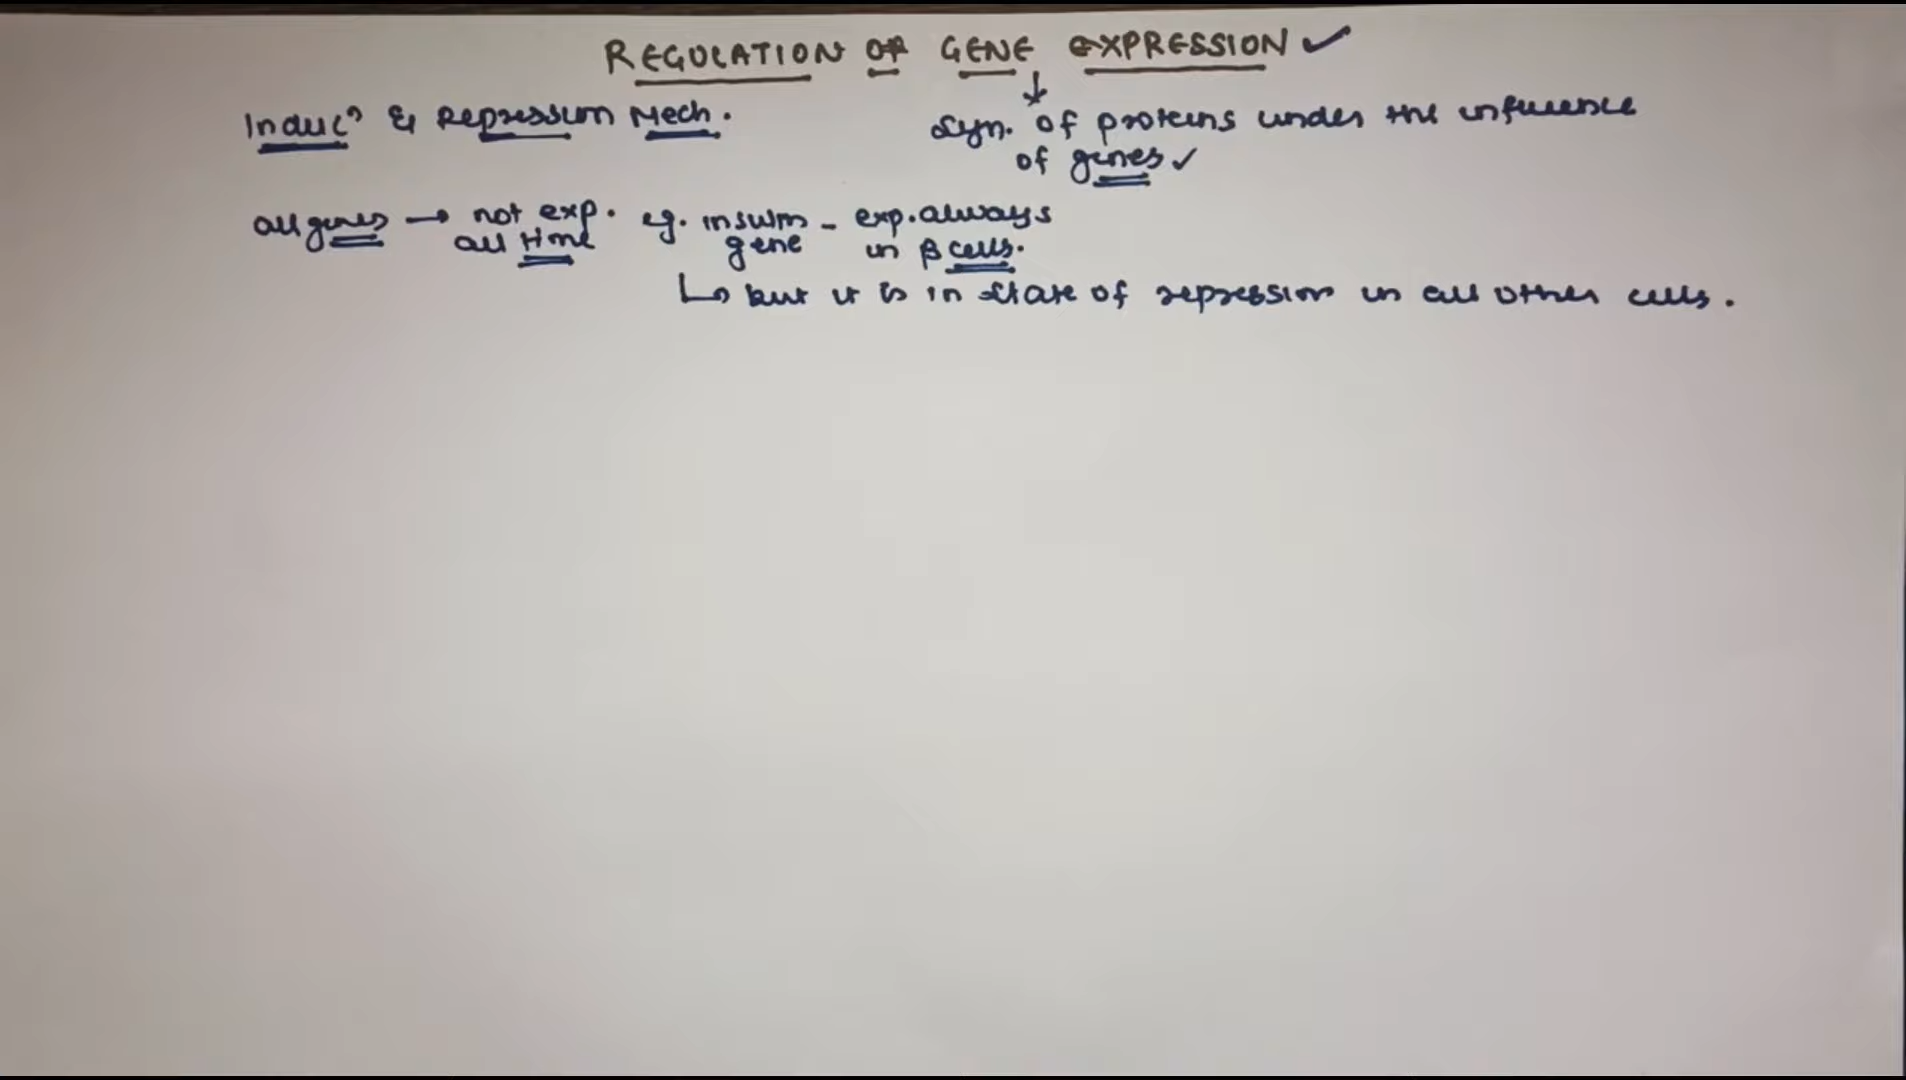 REGULATION OF GENE EXPRESSION ✓
↓
Induc^n & Repression Mech.
Syn. of proteins under the influence
of genes ✓
all genes → not exp. all time
eg. insulin gene – exp. always in β cells.
↳ but it is in state of repression in all other cells.